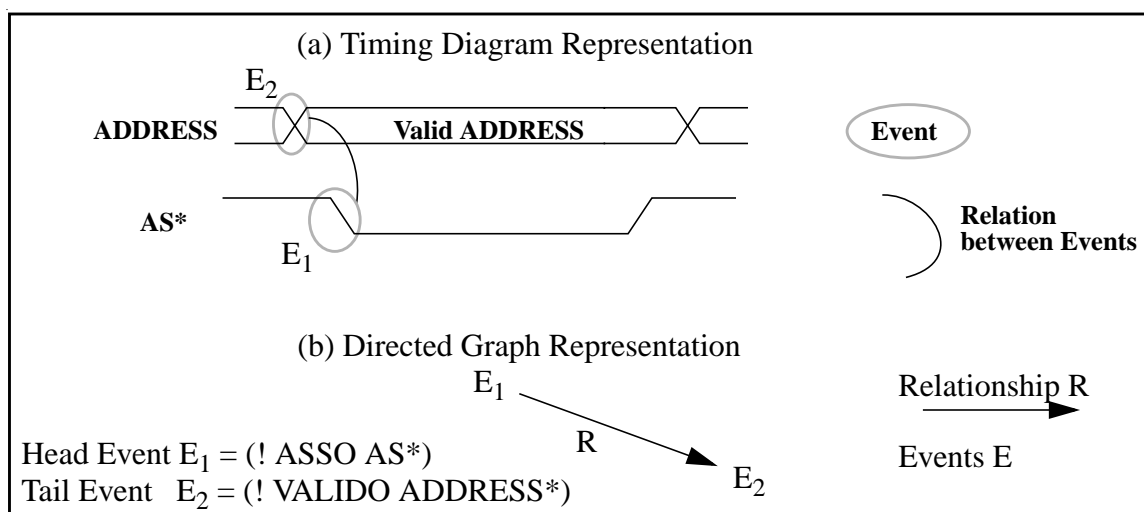 (a) Timing Diagram Representation
E2
ADDRESS
Valid ADDRESS
Event
AS*
E1
Relation
between Events
(b) Directed Graph Representation
E1
R
E2
Relationship R
Events E
Head Event E1 = (! ASSO AS*)
Tail Event E2 = (! VALIDO ADDRESS*)